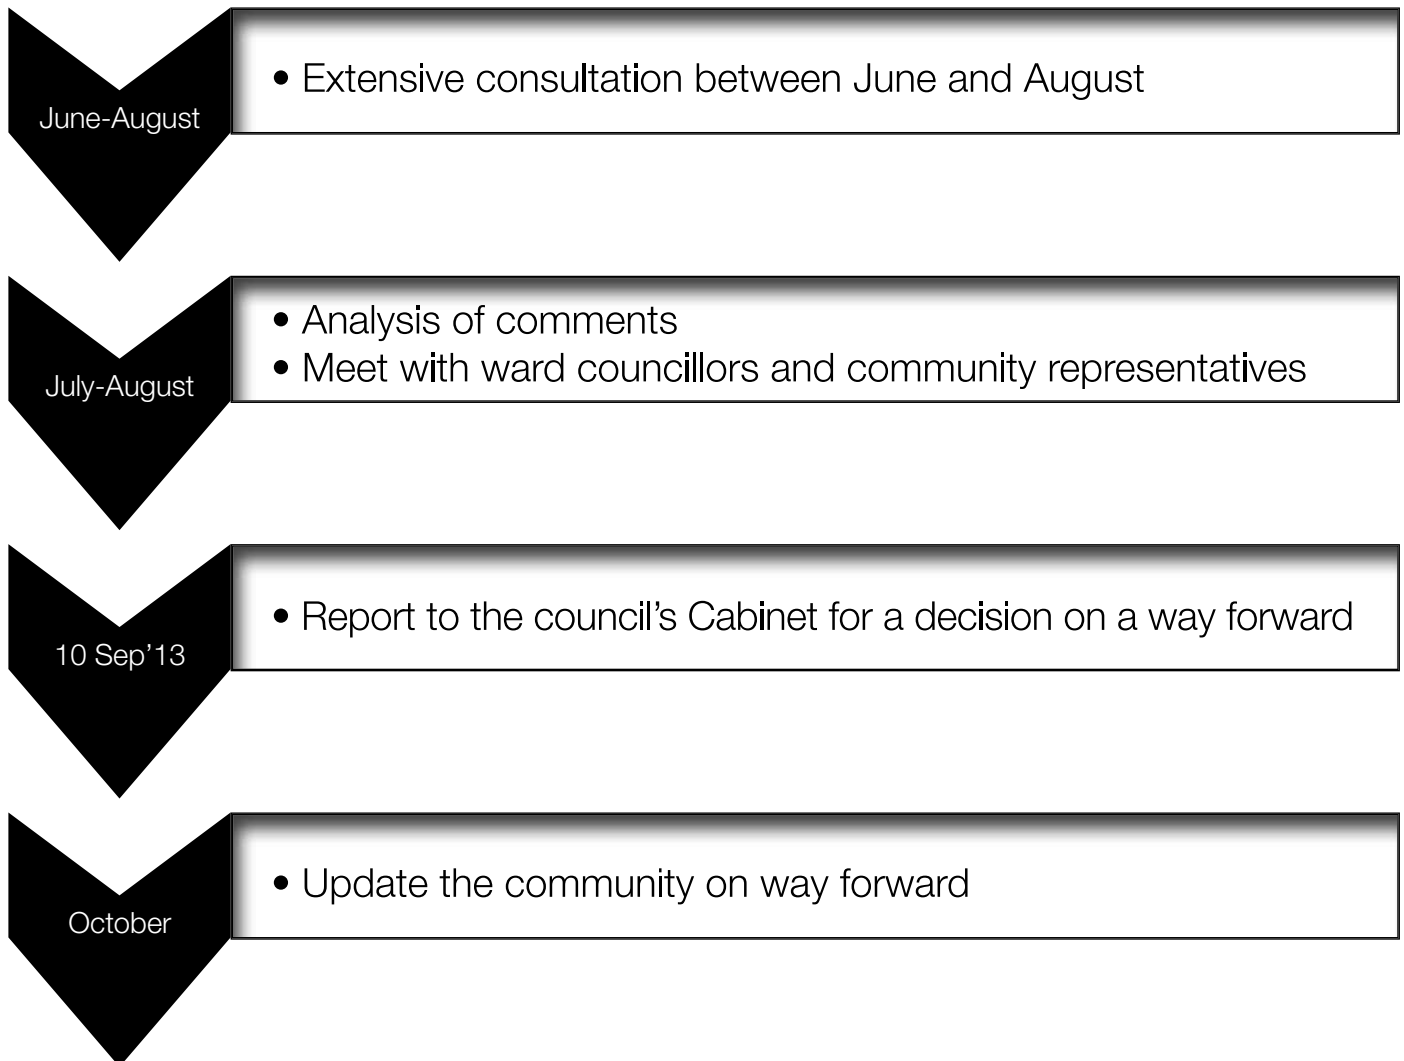 June-August
• Extensive consultation between June and August
July-August
• Analysis of comments
• Meet with ward councillors and community representatives
10 Sep’13
• Report to the council’s Cabinet for a decision on a way forward
October
• Update the community on way forward